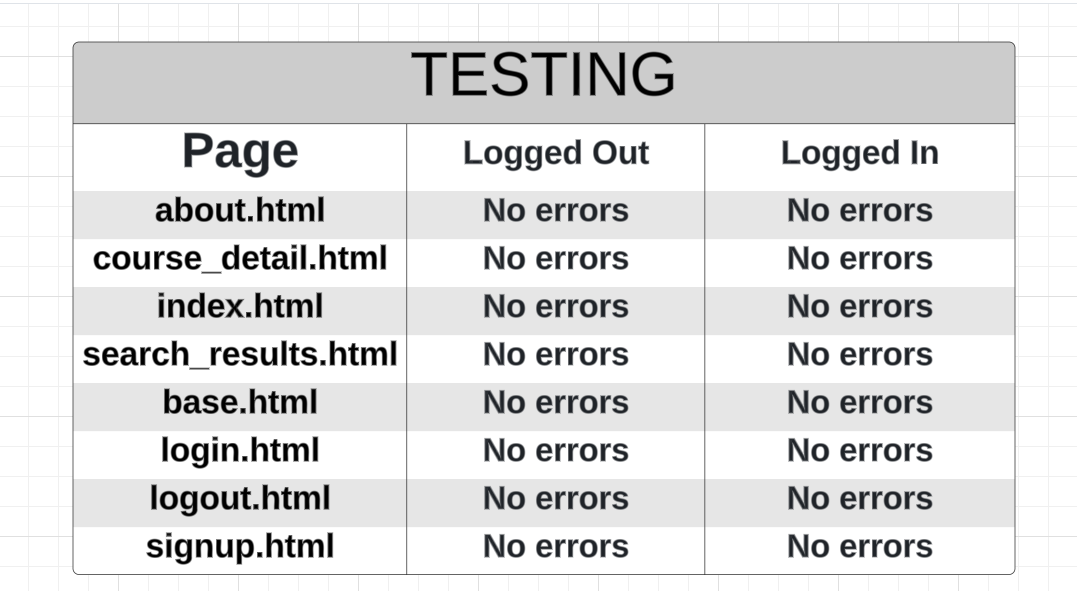 TESTING
Page Logged Out Logged In
about.html No errors No errors
course_detail.html No errors No errors
index.html No errors No errors
search_results.html No errors No errors
base.html No errors No errors
login.html No errors No errors
logout.html No errors No errors
signup.html No errors No errors